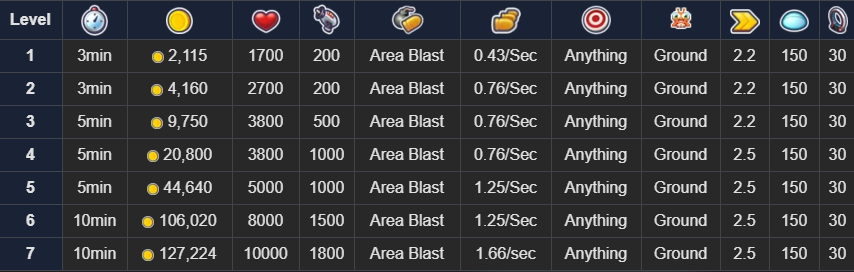 Level
1 3min 2,115 1700 200 Area Blast 0.43/Sec Anything Ground 2.2 150 30
2 3min 4,160 2700 200 Area Blast 0.76/Sec Anything Ground 2.2 150 30
3 5min 9,750 3800 500 Area Blast 0.76/Sec Anything Ground 2.2 150 30
4 5min 20,800 3800 1000 Area Blast 0.76/Sec Anything Ground 2.5 150 30
5 5min 44,640 5000 1000 Area Blast 1.25/Sec Anything Ground 2.5 150 30
6 10min 106,020 8000 1500 Area Blast 1.25/Sec Anything Ground 2.5 150 30
7 10min 127,224 10000 1800 Area Blast 1.66/sec Anything Ground 2.5 150 30